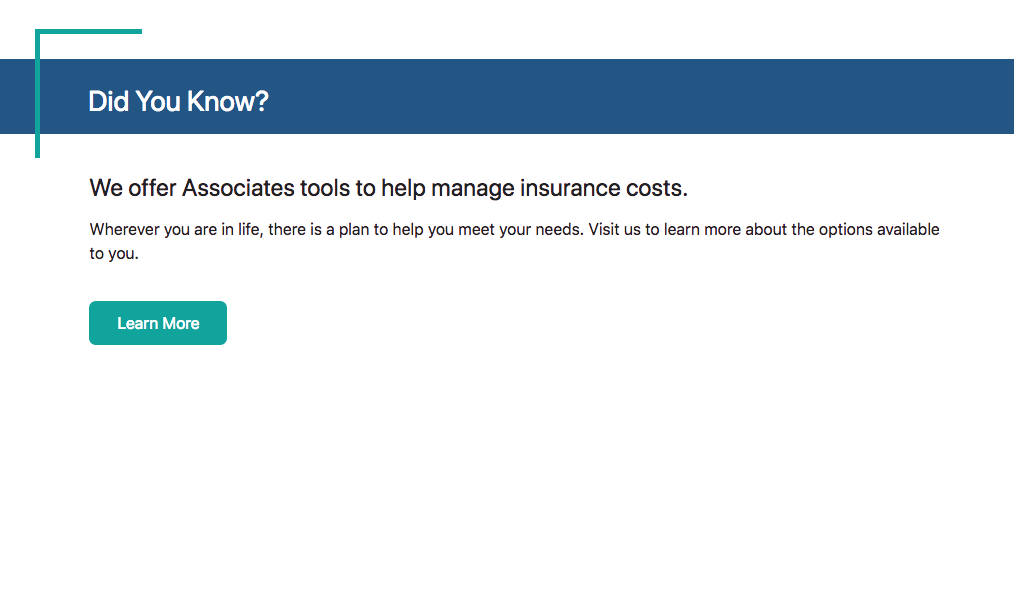 Did You Know?
We offer Associates tools to help manage insurance costs.
Wherever you are in life, there is a plan to help you meet your needs. Visit us to learn more about the options available
to you.
Learn More